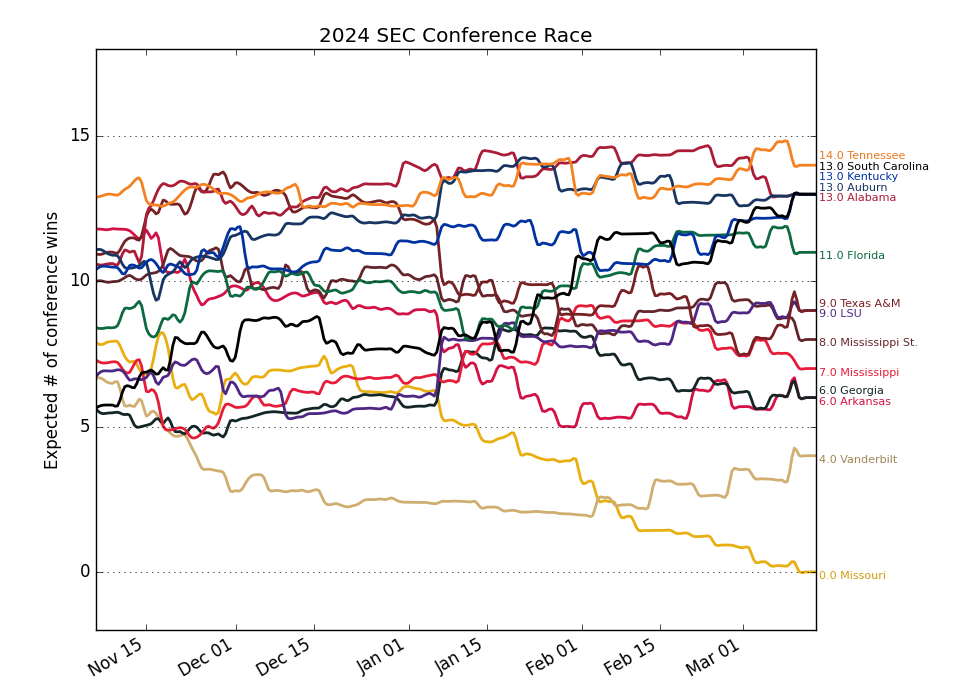 2024 SEC Conference Race
Expected # of conference wins
15
10
5
0
Nov 15
Dec 01
Dec 15
Jan 01
Jan 15
Feb 01
Feb 15
Mar 01
14.0 Tennessee
13.0 South Carolina
13.0 Kentucky
13.0 Auburn
13.0 Alabama
11.0 Florida
9.0 Texas A&M
9.0 LSU
8.0 Mississippi St.
7.0 Mississippi
6.0 Georgia
6.0 Arkansas
4.0 Vanderbilt
0.0 Missouri